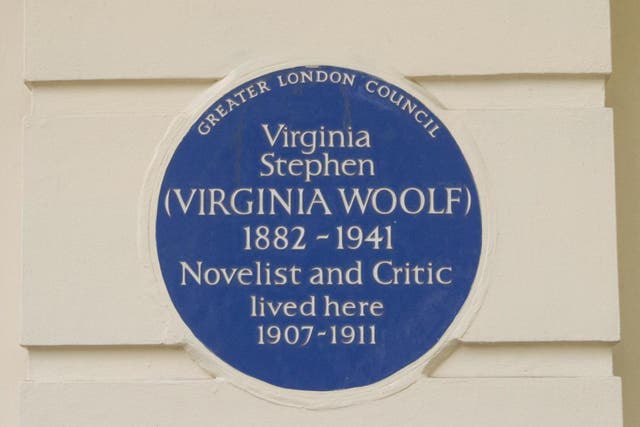 GREATER LONDON COUNCIL
Virginia
Stephen
(VIRGINIA WOOLF)
1882 - 1941
Novelist and Critic
lived here
1907-1911